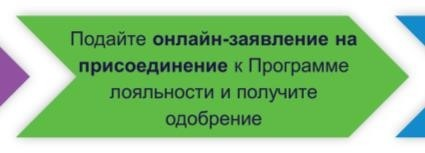 Подайте онлайн-заявление на
присоединение к Программе
лояльности и получите
одобрение